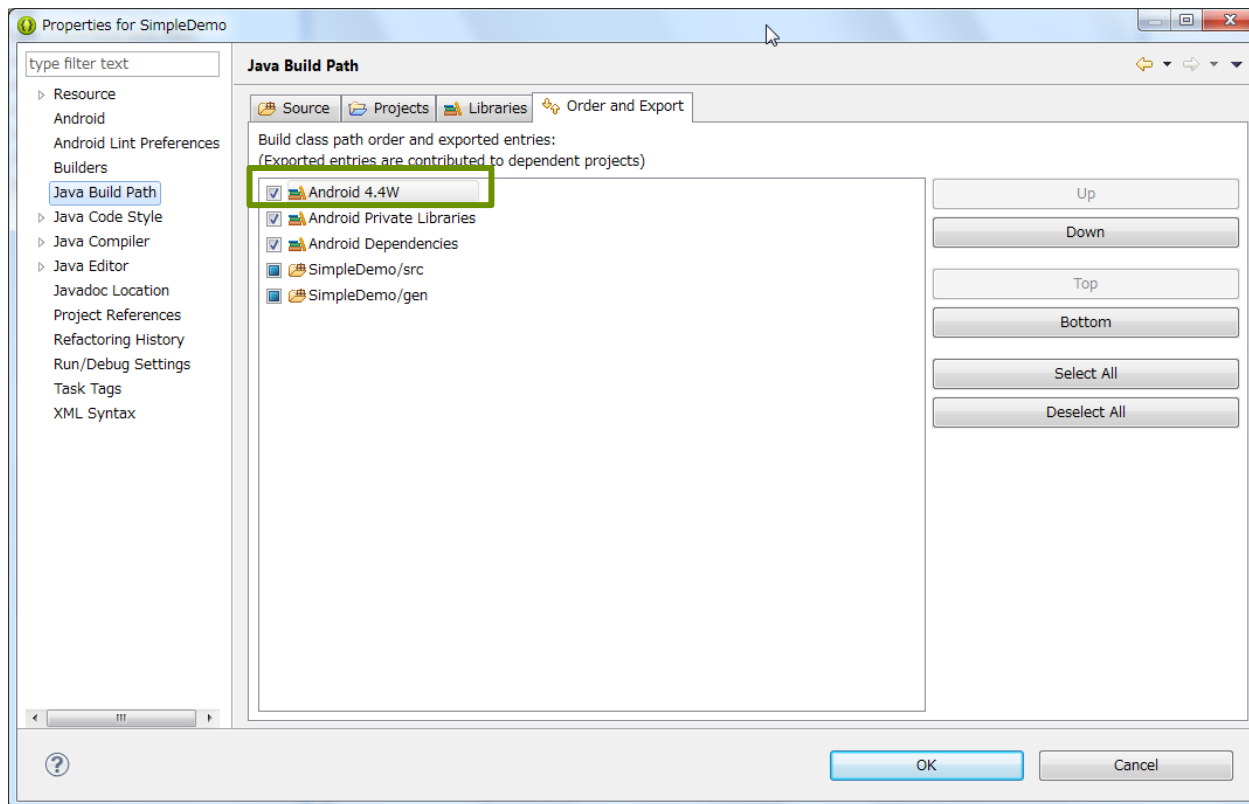 Properties for SimpleDemo
type filter text
Resource
Android
Android Lint Preferences
Builders
Java Build Path
Java Code Style
Java Compiler
Java Editor
Javadoc Location
Project References
Refactoring History
Run/Debug Settings
Task Tags
XML Syntax
Java Build Path
Source
Projects
Libraries
Order and Export
Build class path order and exported entries:
(Exported entries are contributed to dependent projects)
Android 4.4W
Android Private Libraries
Android Dependencies
SimpleDemo/src
SimpleDemo/gen
Up
Down
Top
Bottom
Select All
Deselect All
OK
Cancel